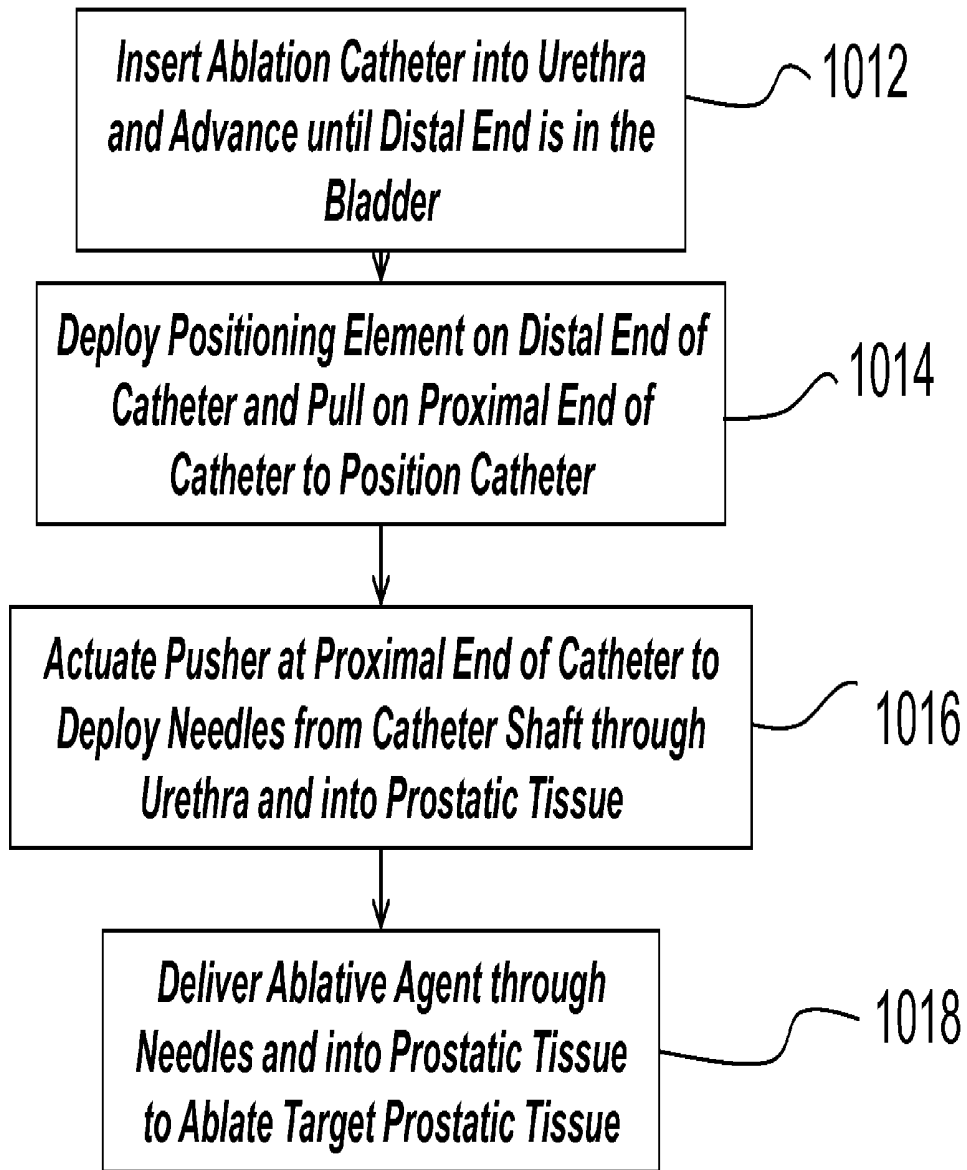 Insert Ablation Catheter into Urethra
and Advance until Distal End is in the
Bladder
1012
Deploy Positioning Element on Distal End of
Catheter and Pull on Proximal End of
Catheter to Position Catheter
1014
Actuate Pusher at Proximal End of Catheter to
Deploy Needles from Catheter Shaft through
Urethra and into Prostatic Tissue
1016
Deliver Ablative Agent through
Needles and into Prostatic Tissue
to Ablate Target Prostatic Tissue
1018